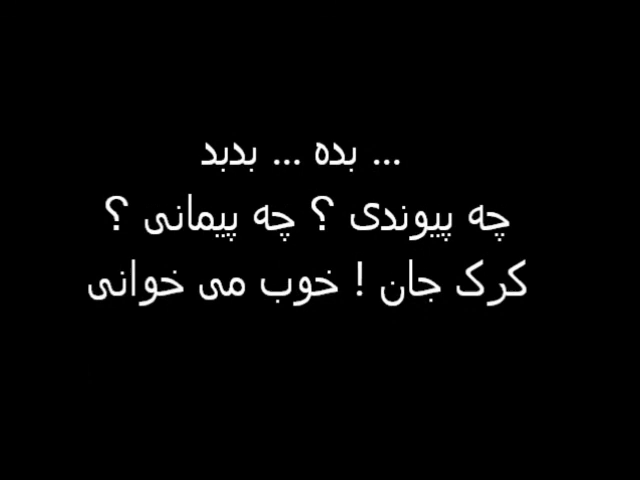 ... بده ... بدبد
چه پیوندی ؟ چه پیمانی ؟
کرک جان ! خوب می خوانی